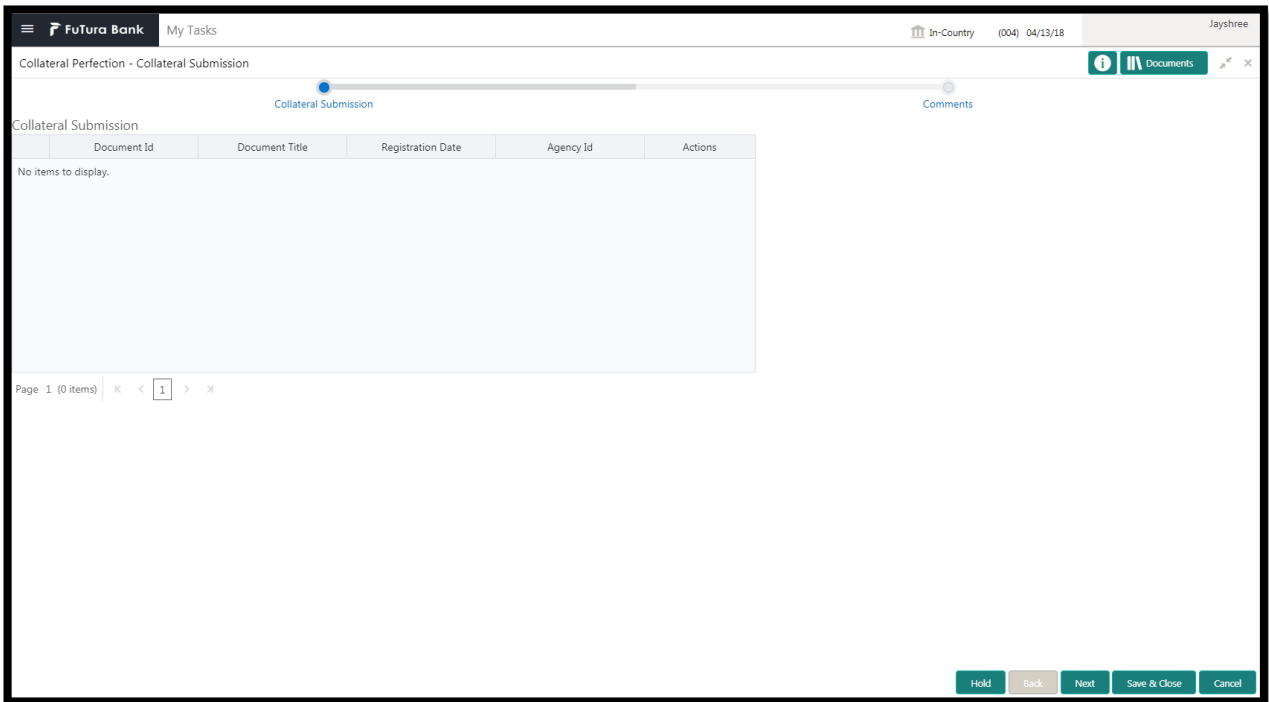 FuTura Bank My Tasks In-Country (004) 04/13/18 Jayshree
Collateral Perfection - Collateral Submission Documents
Collateral Submission Comments
Collateral Submission
Document Id Document Title Registration Date Agency Id Actions
No items to display.
Page 1 (0 items) 1
Hold Back Next Save & Close Cancel